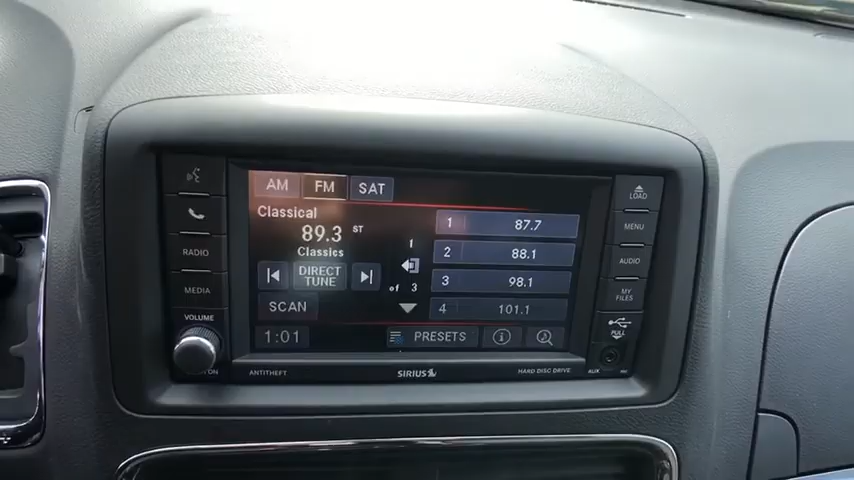 AM FM SAT
Classical
89.3 ST
Classics
DIRECT
TUNE
SCAN
1
of 3
1 87.7
2 88.1
3 98.1
4 101.1
1:01
PRESETS
RADIO
MEDIA
VOLUME
ANTITHEFT
SIRIUS
HARD DISC DRIVE
LOAD
MENU
AUDIO
MY
FILES
PULL
AUX